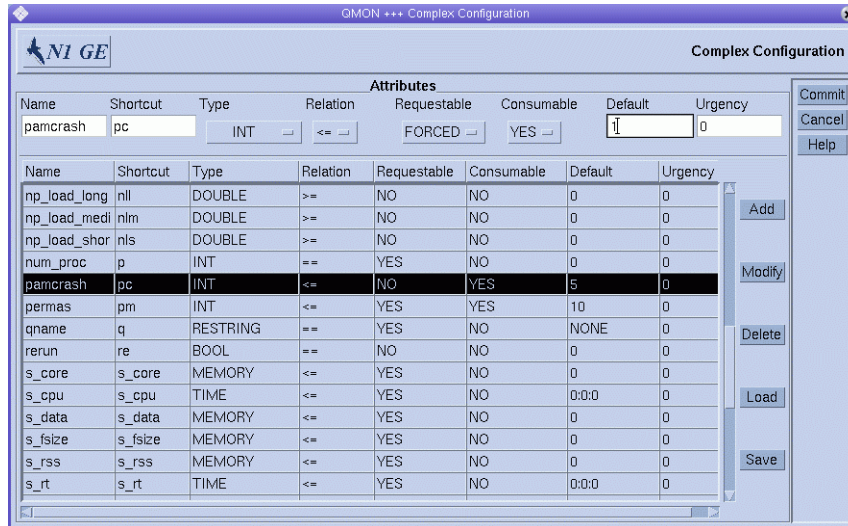 QMON +++ Complex Configuration
N1 GE
Complex Configuration
Attributes
Name Shortcut Type Relation Requestable Consumable Default Urgency
pamcrash pc INT <= FORCED YES 1 0
Commit
Cancel
Help
Name Shortcut Type Relation Requestable Consumable Default Urgency
np_load_long nll DOUBLE >= NO NO 0 0
np_load_medi nlm DOUBLE >= NO NO 0 0
np_load_shor nls DOUBLE >= NO NO 0 0
num_proc p INT == YES NO 0 0
pamcrash pc INT <= NO YES 5 0
permas pm INT <= YES YES 10 0
qname q RESTRING == YES NO NONE 0
rerun re BOOL == NO NO 0 0
s_core s_core MEMORY <= YES NO 0 0
s_cpu s_cpu TIME <= YES NO 0:0:0 0
s_data s_data MEMORY <= YES NO 0 0
s_fsize s_fsize MEMORY <= YES NO 0 0
s_rss s_rss MEMORY <= YES NO 0 0
s_rt s_rt TIME <= YES NO 0:0:0 0
Add
Modify
Delete
Load
Save